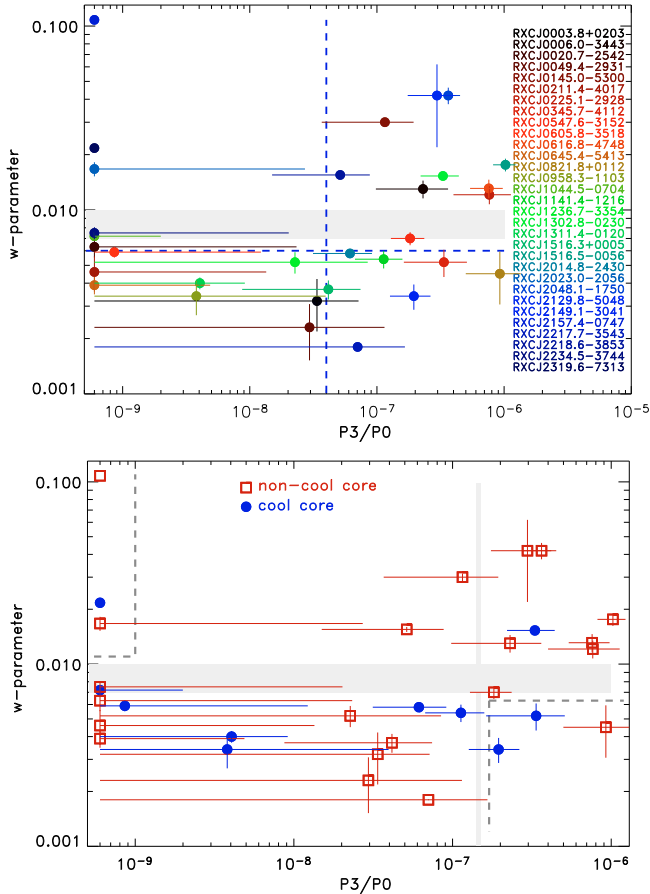 0.100
0.010
0.001
w-parameter
RXCJ0003.8+0203
RXCJ0006.0-3443
RXCJ0020.7-2542
RXCJ0049.4-2931
RXCJ0145.0-5300
RXCJ0211.4-4017
RXCJ0225.1-2928
RXCJ0345.7-4112
RXCJ0547.6-3152
RXCJ0605.8-3518
RXCJ0616.8-4748
RXCJ0645.4-5413
RXCJ0821.8+0112
RXCJ0958.3-1103
RXCJ1044.5-0704
RXCJ1141.4-1216
RXCJ1236.7-3354
RXCJ1302.8-0230
RXCJ1311.4-0120
RXCJ1516.3+0005
RXCJ1516.5-0056
RXCJ2014.8-2430
RXCJ2023.0-2056
RXCJ2048.1-1750
RXCJ2129.8-5048
RXCJ2149.1-3041
RXCJ2157.4-0747
RXCJ2217.7-3543
RXCJ2218.6-3853
RXCJ2234.5-3744
RXCJ2319.6-7313
10-9 10-8 10-7 10-6 10-5
P3/P0
non-cool core
cool core
0.100
0.010
0.001
w-parameter
10-9 10-8 10-7 10-6
P3/P0